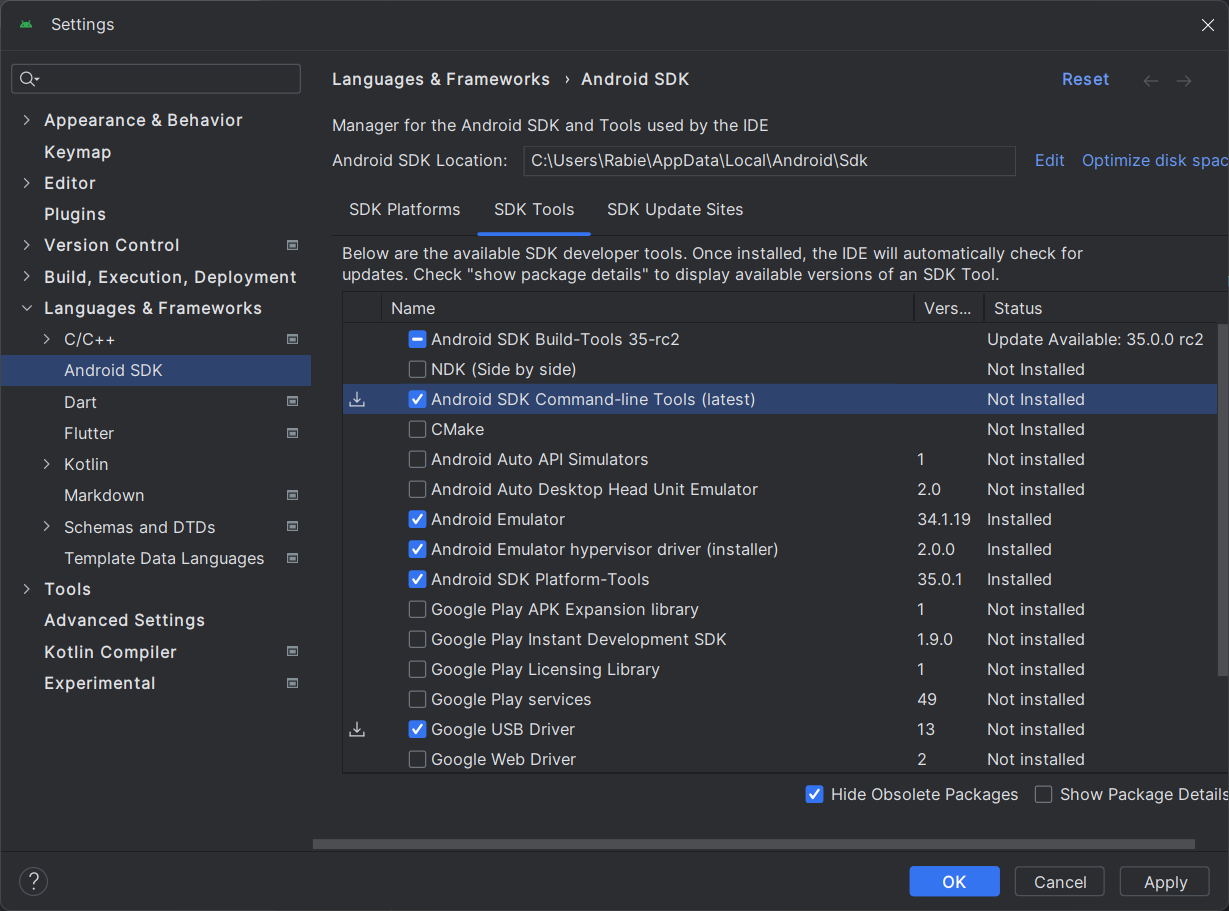 Settings
Languages & Frameworks › Android SDK
Reset
Appearance & Behavior
Keymap
Editor
Plugins
Version Control
Build, Execution, Deployment
Languages & Frameworks
C/C++
Android SDK
Dart
Flutter
Kotlin
Markdown
Schemas and DTDs
Template Data Languages
Tools
Advanced Settings
Kotlin Compiler
Experimental
Manager for the Android SDK and Tools used by the IDE
Android SDK Location: C:\Users\Rabie\AppData\Local\Android\Sdk Edit Optimize disk spac
SDK Platforms SDK Tools SDK Update Sites
Below are the available SDK developer tools. Once installed, the IDE will automatically check for
updates. Check "show package details" to display available versions of an SDK Tool.
Name Vers... Status
Android SDK Build-Tools 35-rc2 Update Available: 35.0.0 rc2
NDK (Side by side) Not Installed
Android SDK Command-line Tools (latest) Not Installed
CMake Not Installed
Android Auto API Simulators 1 Not installed
Android Auto Desktop Head Unit Emulator 2.0 Not installed
Android Emulator 34.1.19 Installed
Android Emulator hypervisor driver (installer) 2.0.0 Installed
Android SDK Platform-Tools 35.0.1 Installed
Google Play APK Expansion library 1 Not installed
Google Play Instant Development SDK 1.9.0 Not installed
Google Play Licensing Library 1 Not installed
Google Play services 49 Not installed
Google USB Driver 13 Not installed
Google Web Driver 2 Not installed
Hide Obsolete Packages Show Package Details
? OK Cancel Apply